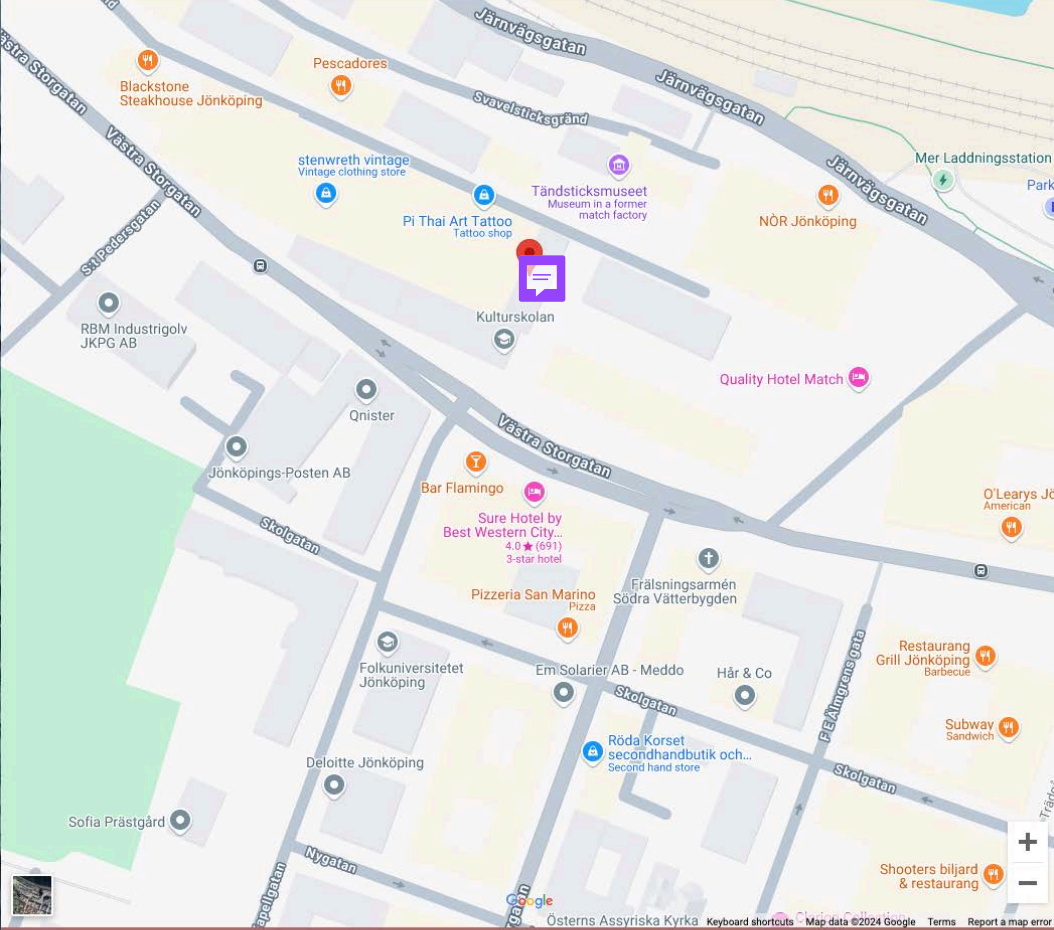 Järnvägsgatan
Pescadores
Blackstone
Steakhouse Jönköping
Västra Storgatan
Svavelsticksgränd
Järnvägsgatan
Västra Storgatan
stenwreth vintage
Vintage clothing store
Tändsticksmuseet
Museum in a former
match factory
Mer Laddningsstation
Järnvägsgatan
Park
Pi Thai Art Tattoo
Tattoo shop
NÒR Jönköping
S:t Pedersgatan
Kulturskolan
RBM Industrigolv
JKPG AB
Quality Hotel Match
Qnister
Västra Storgatan
Jönköpings-Posten AB
Bar Flamingo
O'Learys Jö
American
Sure Hotel by
Best Western City...
4.0 ★ (691)
3-star hotel
Skolgatan
Frälsningsarmén
Södra Vätterbygden
Pizzeria San Marino
Pizza
Restaurang
Grill Jönköping
Barbecue
Folkuniversitetet
Jönköping
Em Solarier AB - Meddo
Hår & Co
F E Älmgrens gata
Skolgatan
Subway
Sandwich
Röda Korset
secondhandbutik och...
Second hand store
Deloitte Jönköping
Skolgatan
Sofia Prästgård
Nygatan
Shooters biljard
& restaurang
Google
Österns Assyriska Kyrka
Keyboard shortcuts
Map data ©2024 Google
Terms
Report a map error